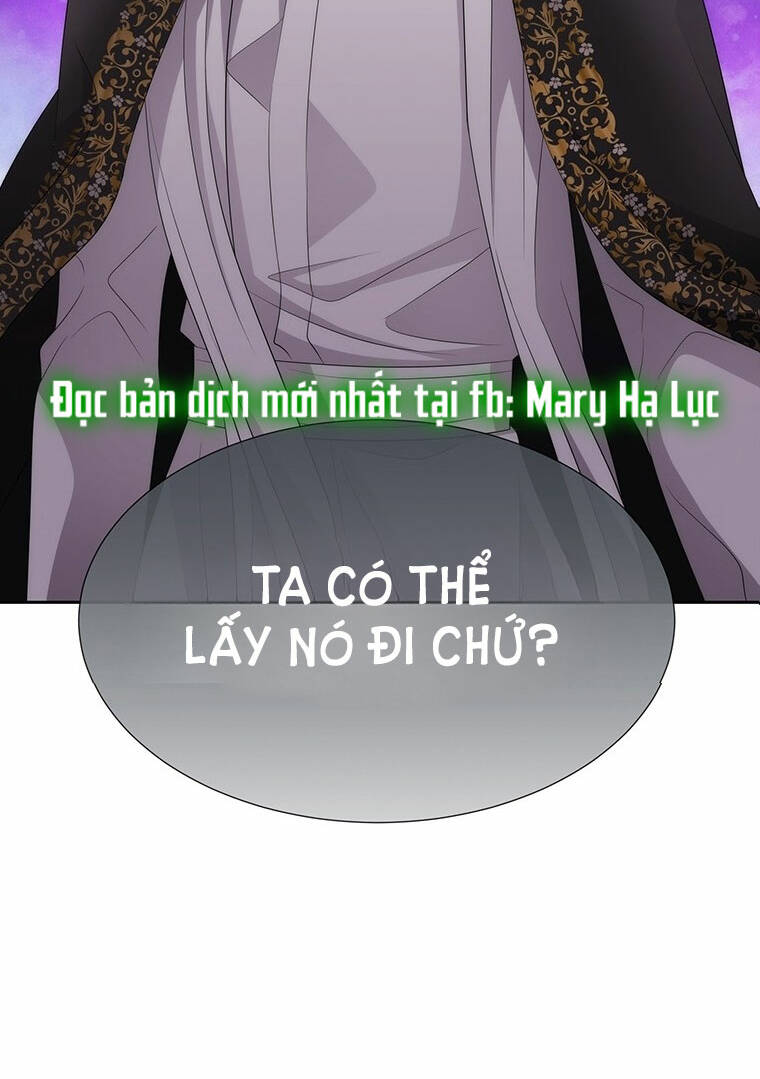 Đọc bản dịch mới nhất tại fb: Mary Hạ Lục
TA CÓ THỂ
LẤY NÓ ĐI CHỨ?